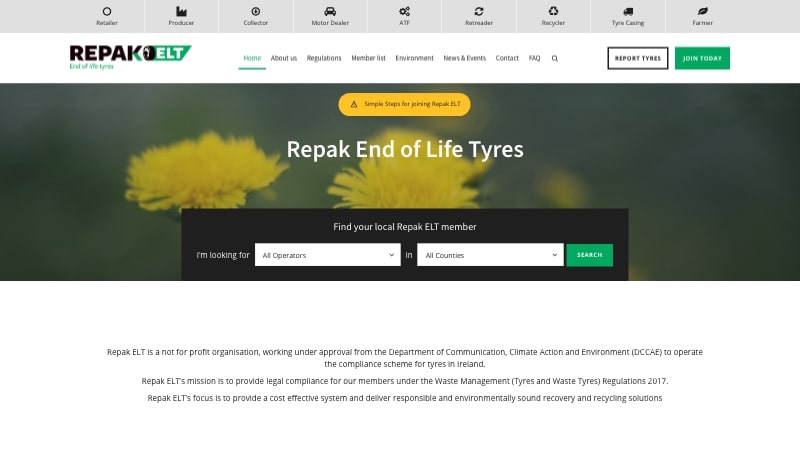 Retailer
Producer
Collector
Motor Dealer
ATF
Retreader
Recycler
Tyre Casing
Farmer
REPAK ELT
End of life tyres
Home
About us
Regulations
Member list
Environment
News & Events
Contact
FAQ
REPORT TYRES
JOIN TODAY
Simple Steps for joining Repak ELT
Repak End of Life Tyres
Find your local Repak ELT member
I'm looking for
All Operators
in
All Counties
SEARCH
Repak ELT is a not for profit organisation, working under approval from the Department of Communication, Climate Action and Environment (DCCAE) to operate
the compliance scheme for tyres in Ireland.
Repak ELT's mission is to provide legal compliance for our members under the Waste Management (Tyres and Waste Tyres) Regulations 2017.
Repak ELT's focus is to provide a cost effective system and deliver responsible and environmentally sound recovery and recycling solutions